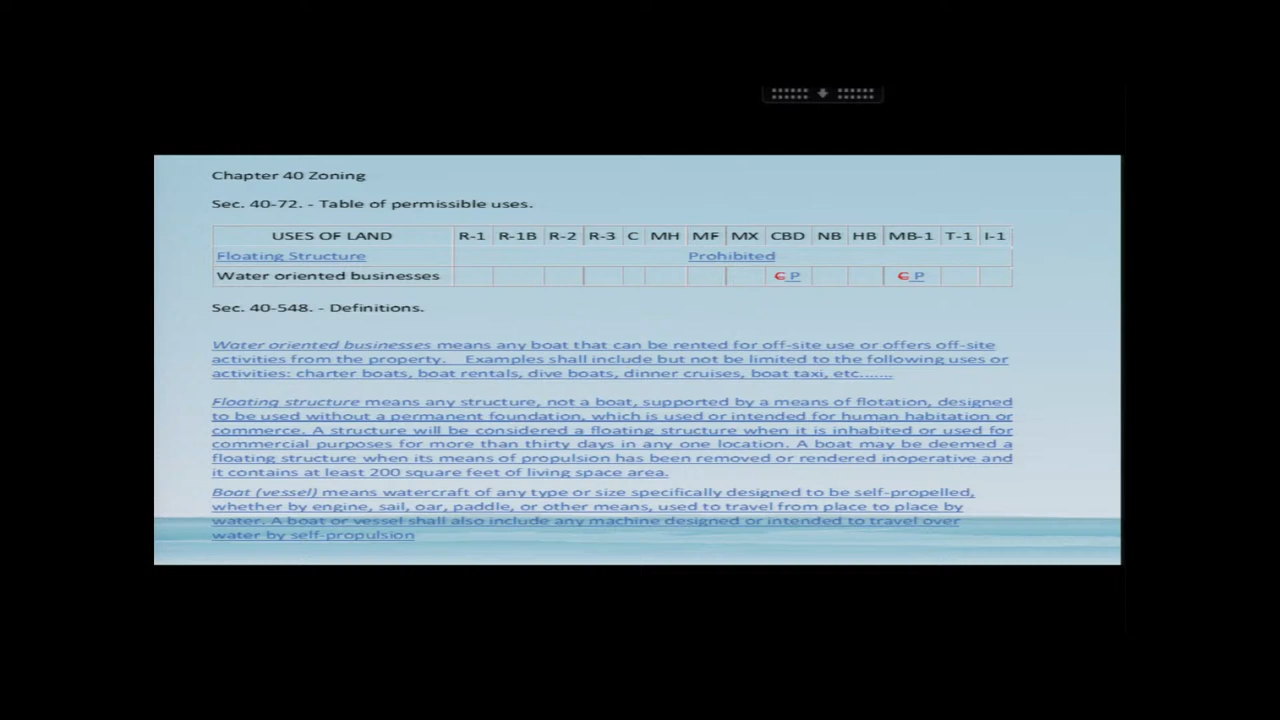 Chapter 40 Zoning
Sec. 40-72. - Table of permissible uses.
USES OF LAND R-1 R-1B R-2 R-3 C MH MF MX CBD NB HB MB-1 T-1 I-1
Floating Structure Prohibited
Water oriented businesses C P C P
Sec. 40-548. - Definitions.
Water oriented businesses means any boat that can be rented for off-site use or offers off-site
activities from the property. Examples shall include but not be limited to the following uses or
activities: charter boats, boat rentals, dive boats, dinner cruises, boat taxi, etc.......
Floating structure means any structure, not a boat, supported by a means of flotation, designed
to be used without a permanent foundation, which is used or intended for human habitation or
commerce. A structure will be considered a floating structure when it is inhabited or used for
commercial purposes for more than thirty days in any one location. A boat may be deemed a
floating structure when its means of propulsion has been removed or rendered inoperative and
it contains at least 200 square feet of living space area.
Boat (vessel) means watercraft of any type or size specifically designed to be self-propelled,
whether by engine, sail, oar, paddle, or other means, used to travel from place to place by
water. A boat or vessel shall also include any machine designed or intended to travel over
water by self-propulsion